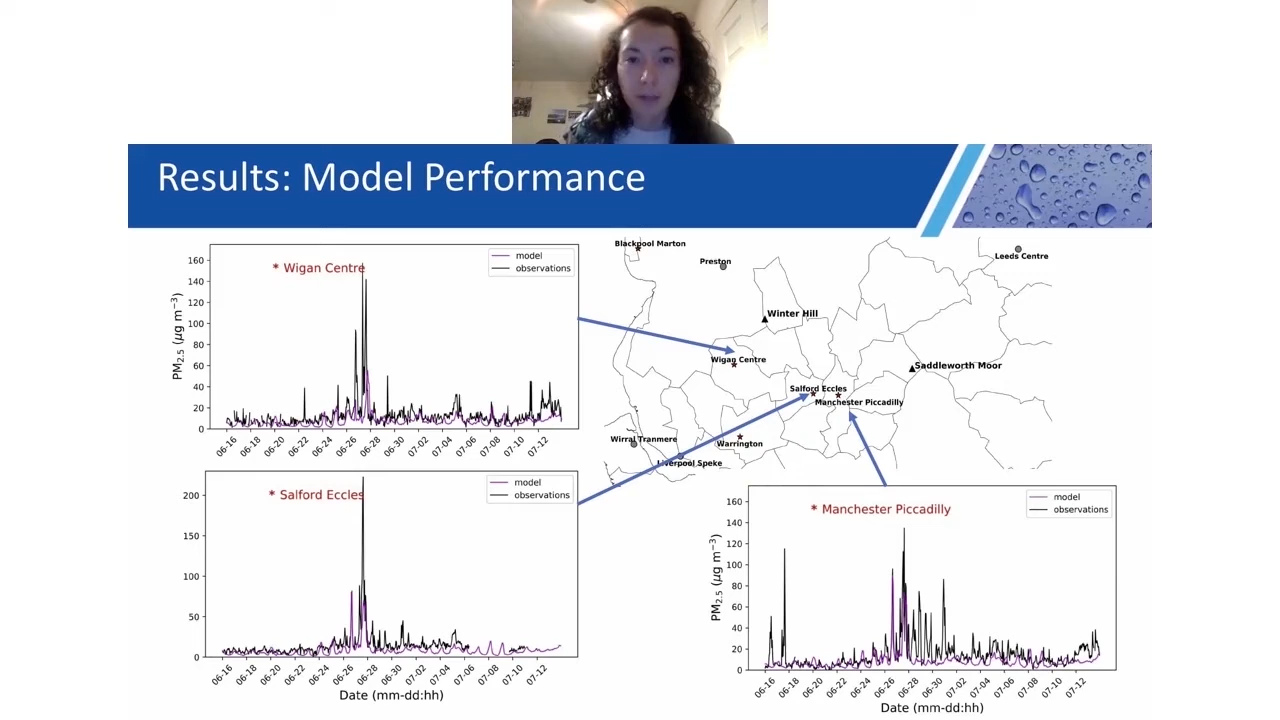 Results: Model Performance
* Wigan Centre
model
observations
PM2.5 (μg m−3)
160
140
120
100
80
60
40
20
0
06-16
06-18
06-20
06-22
06-24
06-26
06-28
06-30
07-02
07-04
07-06
07-08
07-10
07-12
* Salford Eccles
model
observations
200
150
100
50
0
06-16
06-18
06-20
06-22
06-24
06-26
06-28
06-30
07-02
07-04
07-06
07-08
07-10
07-12
Date (mm-dd:hh)
Blackpool Marton
Preston
Leeds Centre
Winter Hill
Wigan Centre
Saddleworth Moor
Salford Eccles
Manchester Piccadilly
Wirral Tranmere
Warrington
Liverpool Speke
* Manchester Piccadilly
model
observations
PM2.5 (μg m−3)
160
140
120
100
80
60
40
20
0
06-16
06-18
06-20
06-22
06-24
06-26
06-28
06-30
07-02
07-04
07-06
07-08
07-10
07-12
Date (mm-dd:hh)